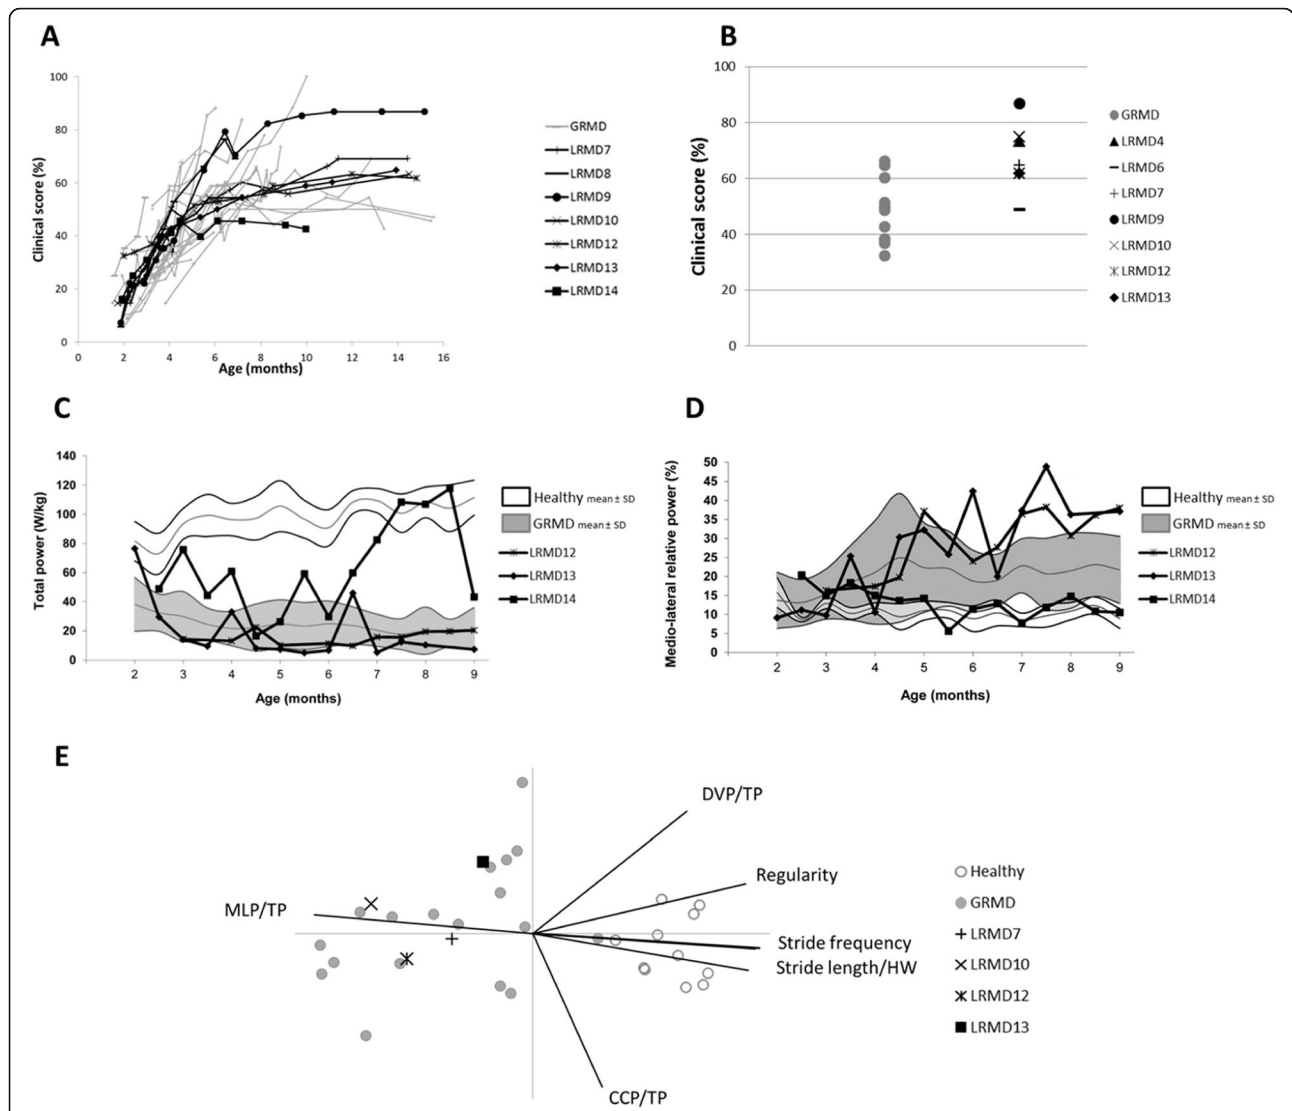 A
Clinical score (%)
100
80
60
40
20
0
0 2 4 6 8 10 12 14 16
Age (months)
GRMD
LRMD7
LRMD8
LRMD9
LRMD10
LRMD12
LRMD13
LRMD14
B
Clinical score (%)
100
80
60
40
20
0
GRMD
LRMD4
LRMD6
LRMD7
LRMD9
LRMD10
LRMD12
LRMD13
C
Total power (W/kg)
140
120
100
80
60
40
20
0
2 3 4 5 6 7 8 9
Age (months)
Healthy mean ± SD
GRMD mean ± SD
LRMD12
LRMD13
LRMD14
D
Medio-lateral relative power (%)
50
45
40
35
30
25
20
15
10
5
0
2 3 4 5 6 7 8 9
Age (months)
Healthy mean ± SD
GRMD mean ± SD
LRMD12
LRMD13
LRMD14
E
DVP/TP
Regularity
MLP/TP
Stride frequency
Stride length/HW
CCP/TP
Healthy
GRMD
LRMD7
LRMD10
LRMD12
LRMD13